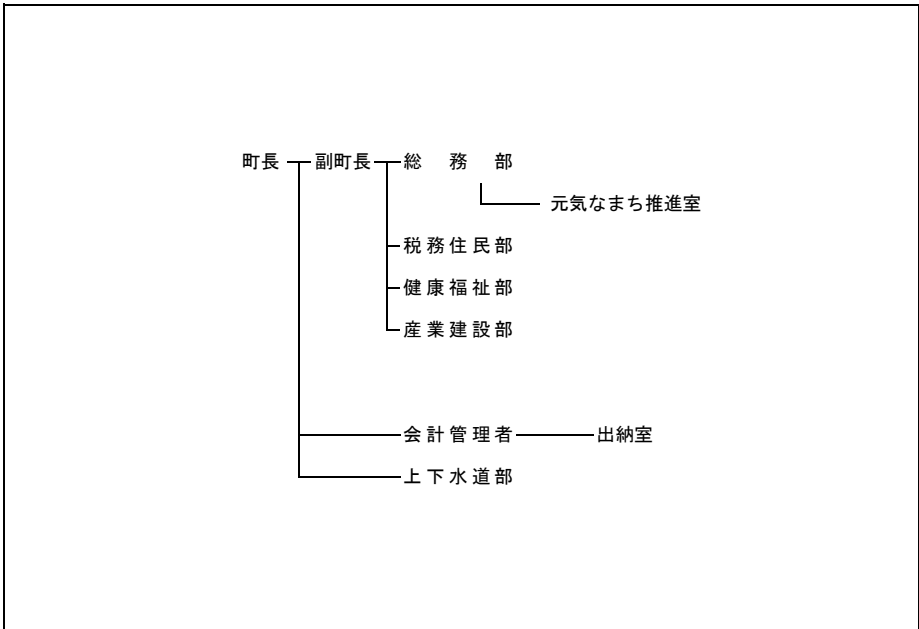 町長 副町長 総務部
元気なまち推進室
税務住民部
健康福祉部
産業建設部
会計管理者 出納室
上下水道部